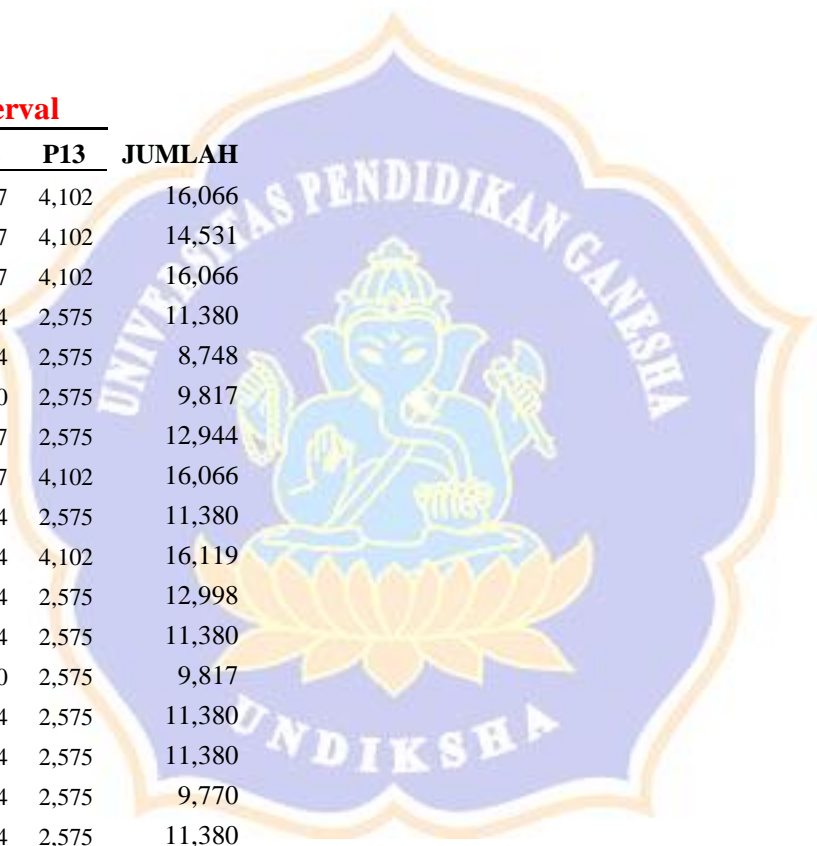 erval
P13 JUMLAH
7 4,102 16,066
7 4,102 14,531
7 4,102 16,066
4 2,575 11,380
4 2,575 8,748
0 2,575 9,817
7 2,575 12,944
7 4,102 16,066
4 2,575 11,380
4 4,102 16,119
4 2,575 12,998
4 2,575 11,380
0 2,575 9,817
4 2,575 11,380
4 2,575 11,380
4 2,575 9,770
4 2,575 11,380
UNIVERSITAS PENDIDIKAN GANESHA
UNDIKSHA